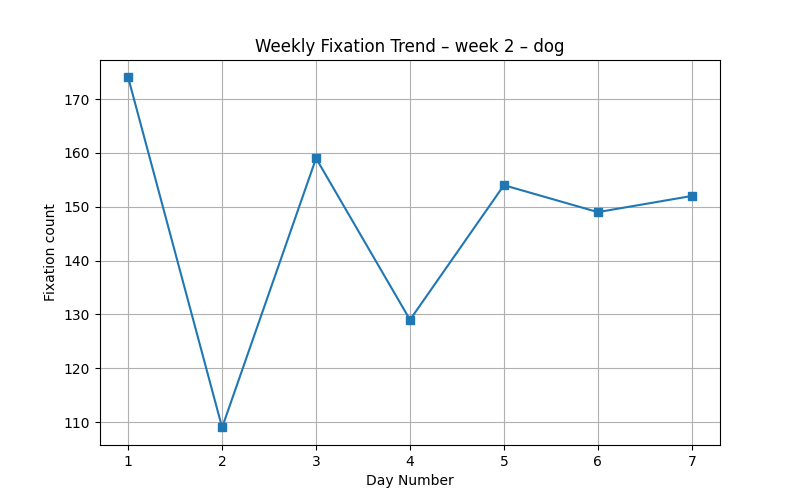 Weekly Fixation Trend – week 2 – dog
Fixation count
170
160
150
140
130
120
110
1 2 3 4 5 6 7
Day Number